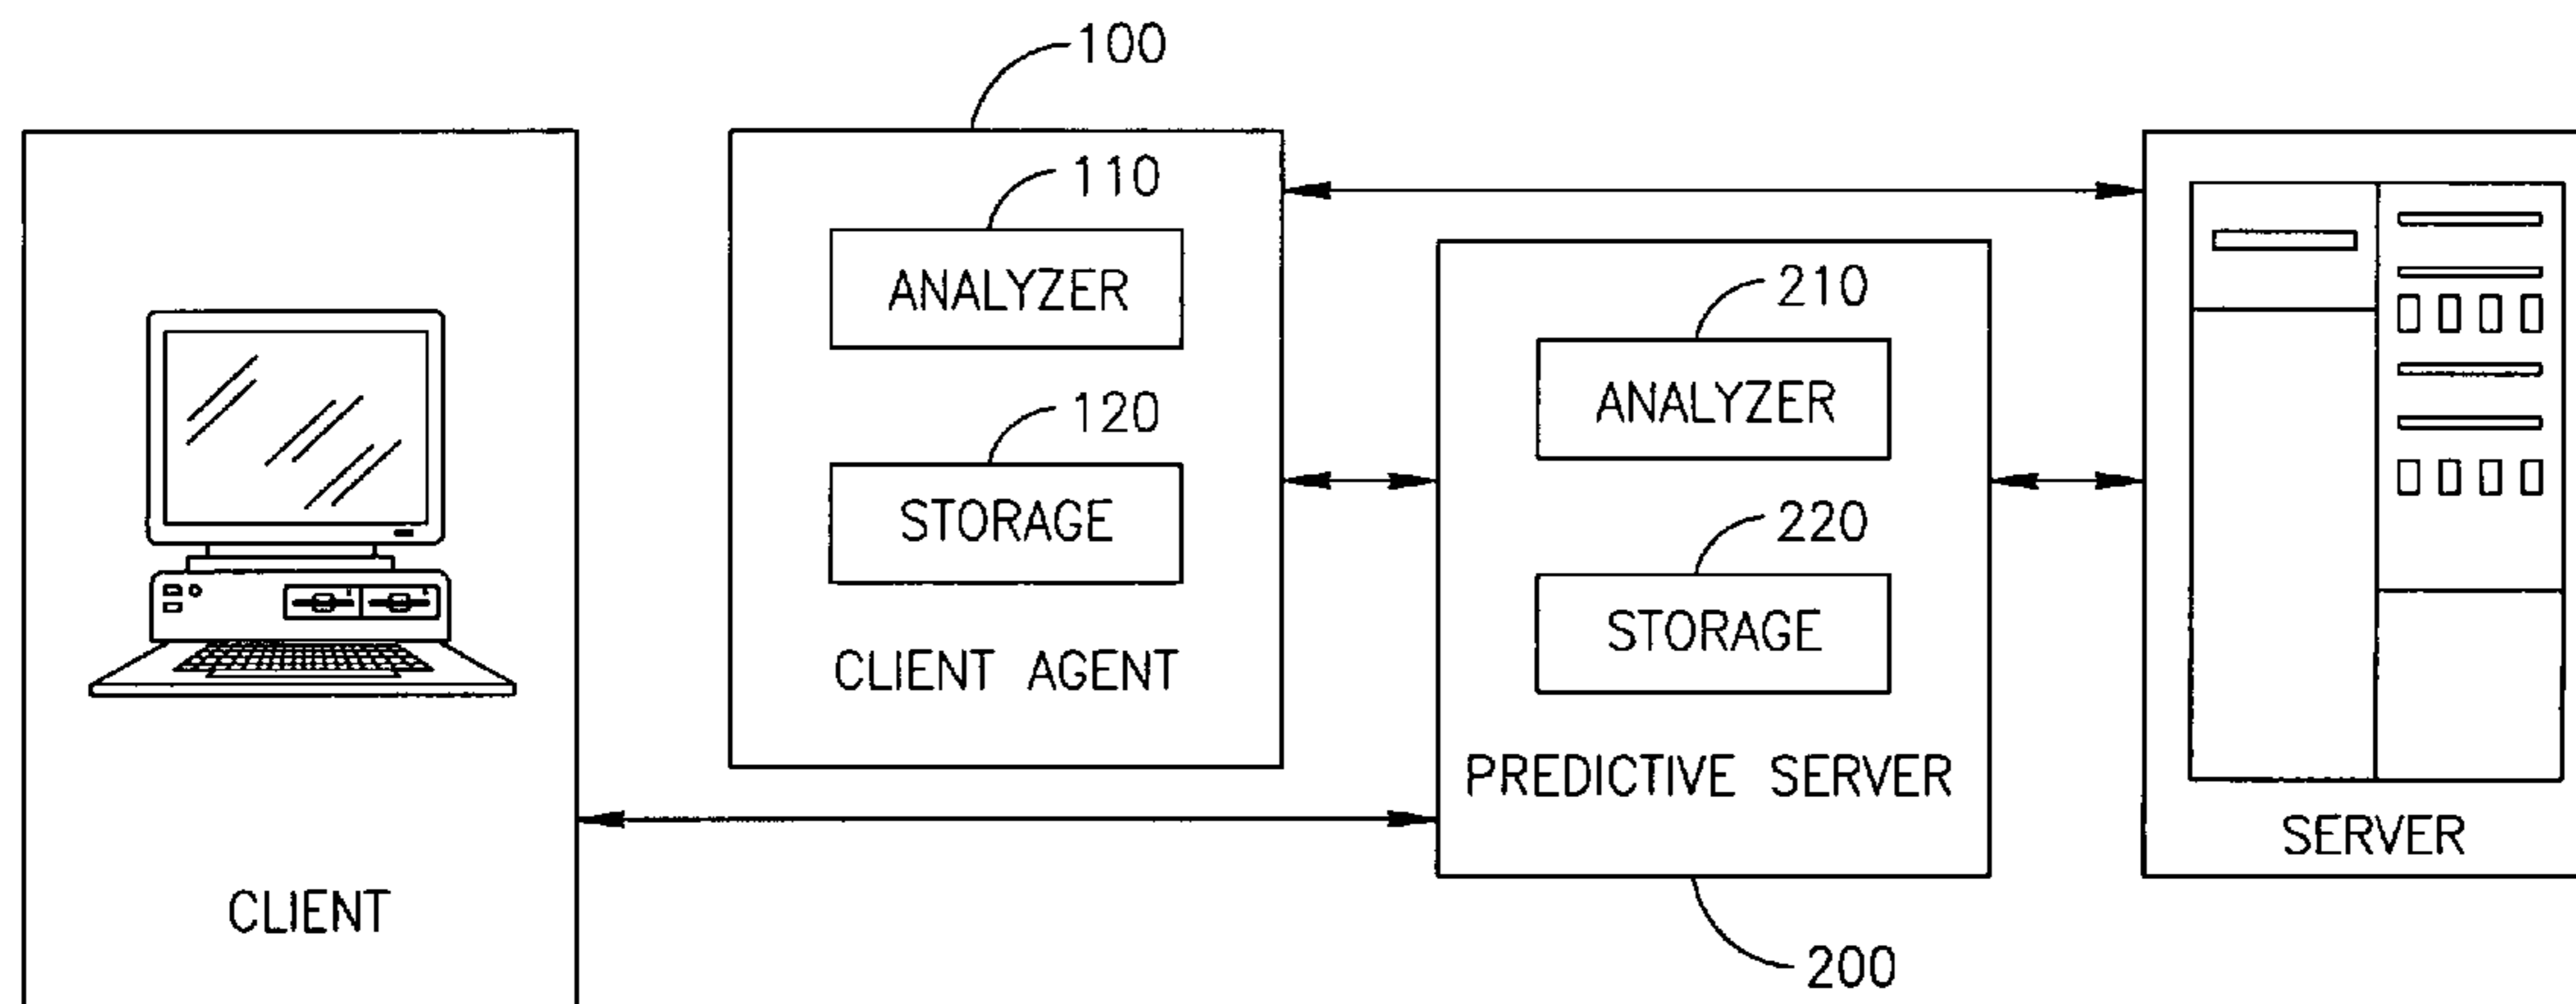 100
110
ANALYZER
120
STORAGE
CLIENT AGENT
210
ANALYZER
220
STORAGE
PREDICTIVE SERVER
200
SERVER
CLIENT